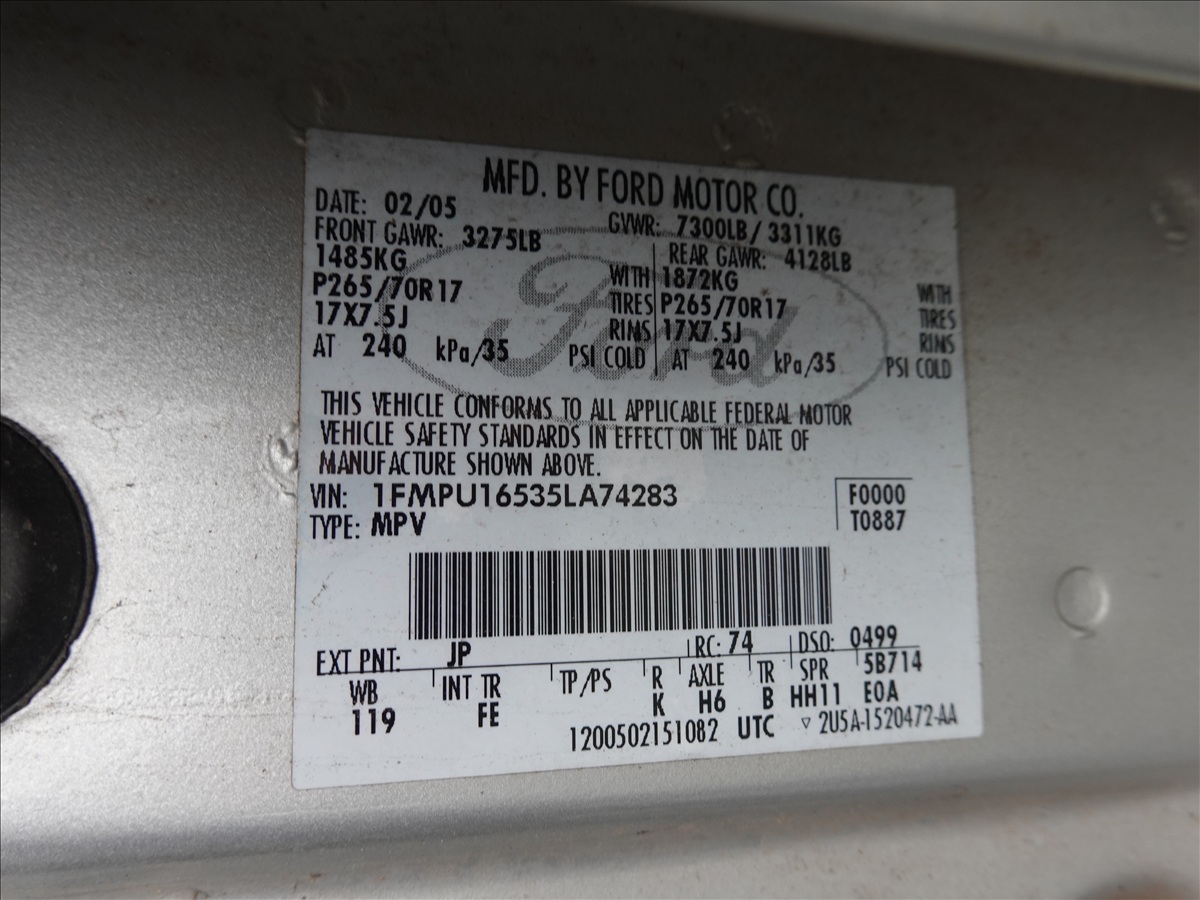 MFD. BY FORD MOTOR CO.
DATE: 02/05 GVWR: 7300LB/ 3311KG
FRONT GAWR: 3275LB REAR GAWR: 4128LB
1485KG WITH 1872KG WITH
P265/70R17 TIRES P265/70R17 TIRES
17X7.5J RINS 17X7.5J RINS
AT 240 kPa/35 PSI COLD AT 240 kPa/35 PSI COLD
Ford
THIS VEHICLE CONFORMS TO ALL APPLICABLE FEDERAL MOTOR
VEHICLE SAFETY STANDARDS IN EFFECT ON THE DATE OF
MANUFACTURE SHOWN ABOVE.
VIN: 1FMPU16535LA74283 F0000
TYPE: MPV T0887
EXT PNT: JP RC: 74 DSO: 0499
WB INT TR TP/PS R AXLE TR SPR 5B714
119 FE K H6 B HH11 E0A
1200502151082 UTC ▽ 2U5A-1520472-AA